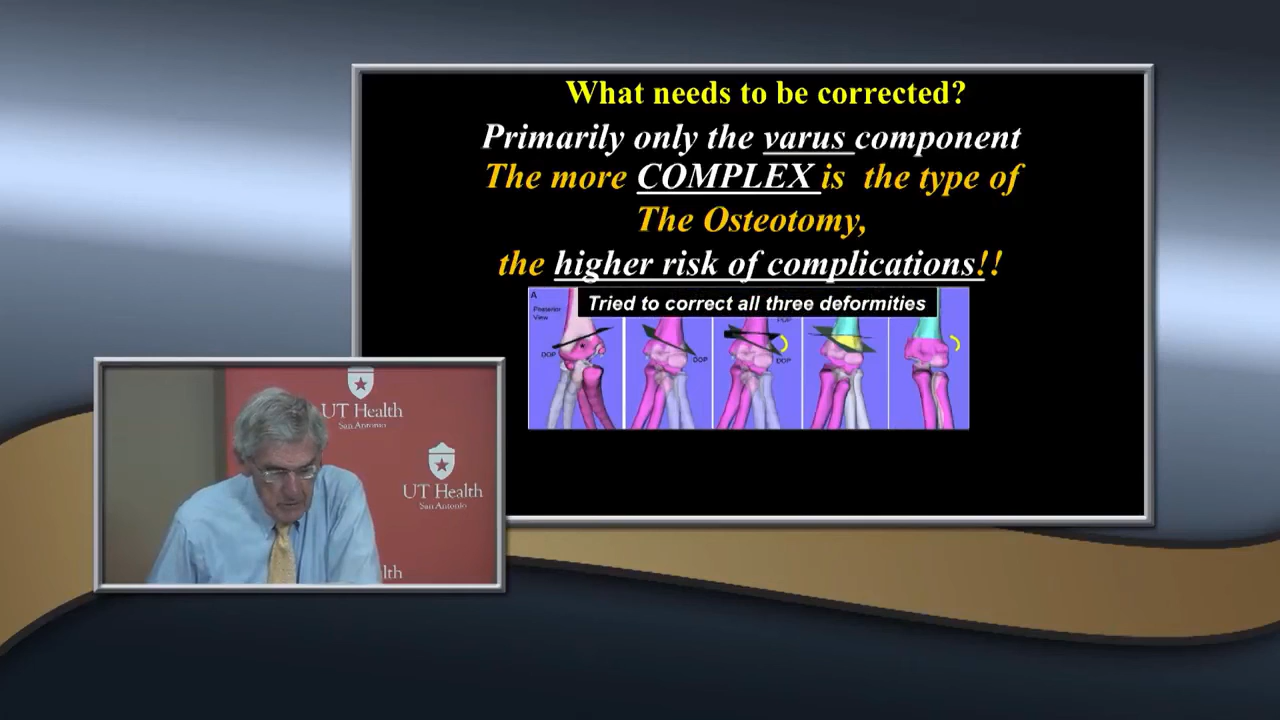 What needs to be corrected?
Primarily only the varus component
The more COMPLEX is the type of
The Osteotomy,
the higher risk of complications!!
A
Tried to correct all three deformities
Posterior
View
DOP
DOP
DOP
UT Health
San Antonio
UT Health
San Antonio
lth